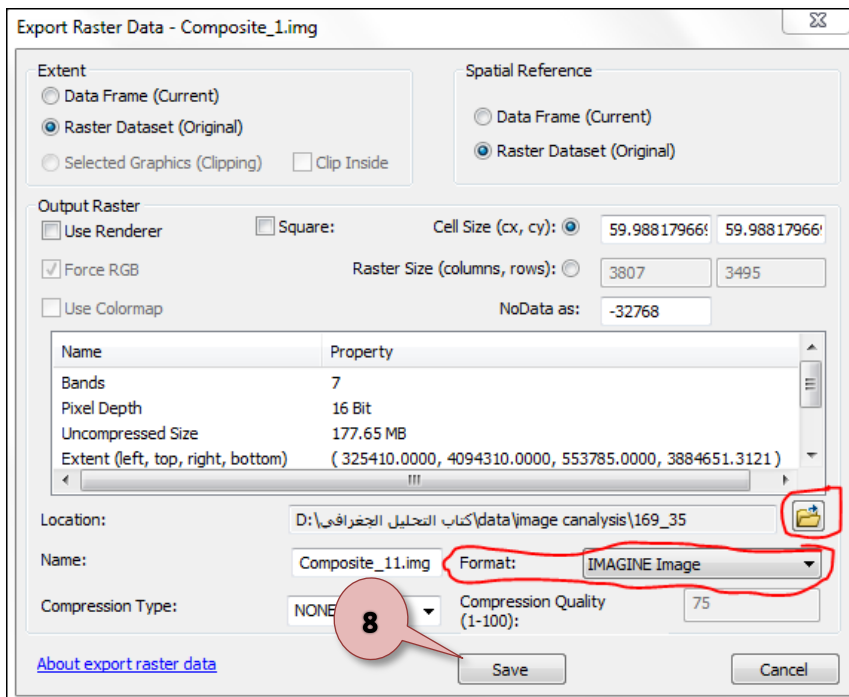 Export Raster Data - Composite_1.img
Extent
Data Frame (Current)
Raster Dataset (Original)
Selected Graphics (Clipping)
Clip Inside
Spatial Reference
Data Frame (Current)
Raster Dataset (Original)
Output Raster
Use Renderer
Square:
Cell Size (cx, cy):
59.98817966
59.98817966
Force RGB
Raster Size (columns, rows):
3807
3495
Use Colormap
NoData as:
-32768
Name Property
Bands 7
Pixel Depth 16 Bit
Uncompressed Size 177.65 MB
Extent (left, top, right, bottom) ( 325410.0000, 4094310.0000, 553785.0000, 3884651.3121 )
Location: D:\كتاب التحليل الجغرافي\data\image canalysis\169_35
Name: Composite_11.img
Format: IMAGINE Image
Compression Type: NONE
Compression Quality
(1-100):
75
8
About export raster data
Save
Cancel